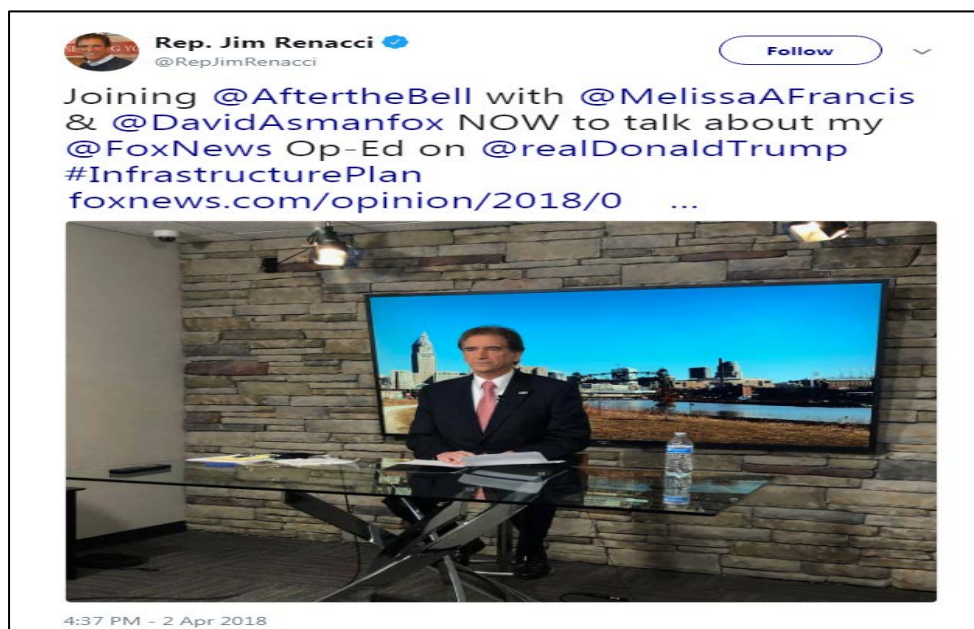 Rep. Jim Renacci
@RepJimRenacci
Follow
Joining @AftertheBell with @MelissaAFrancis
& @DavidAsmanfox NOW to talk about my
@FoxNews Op-Ed on @realDonaldTrump
#InfrastructurePlan
foxnews.com/opinion/2018/0 ...
4:37 PM - 2 Apr 2018